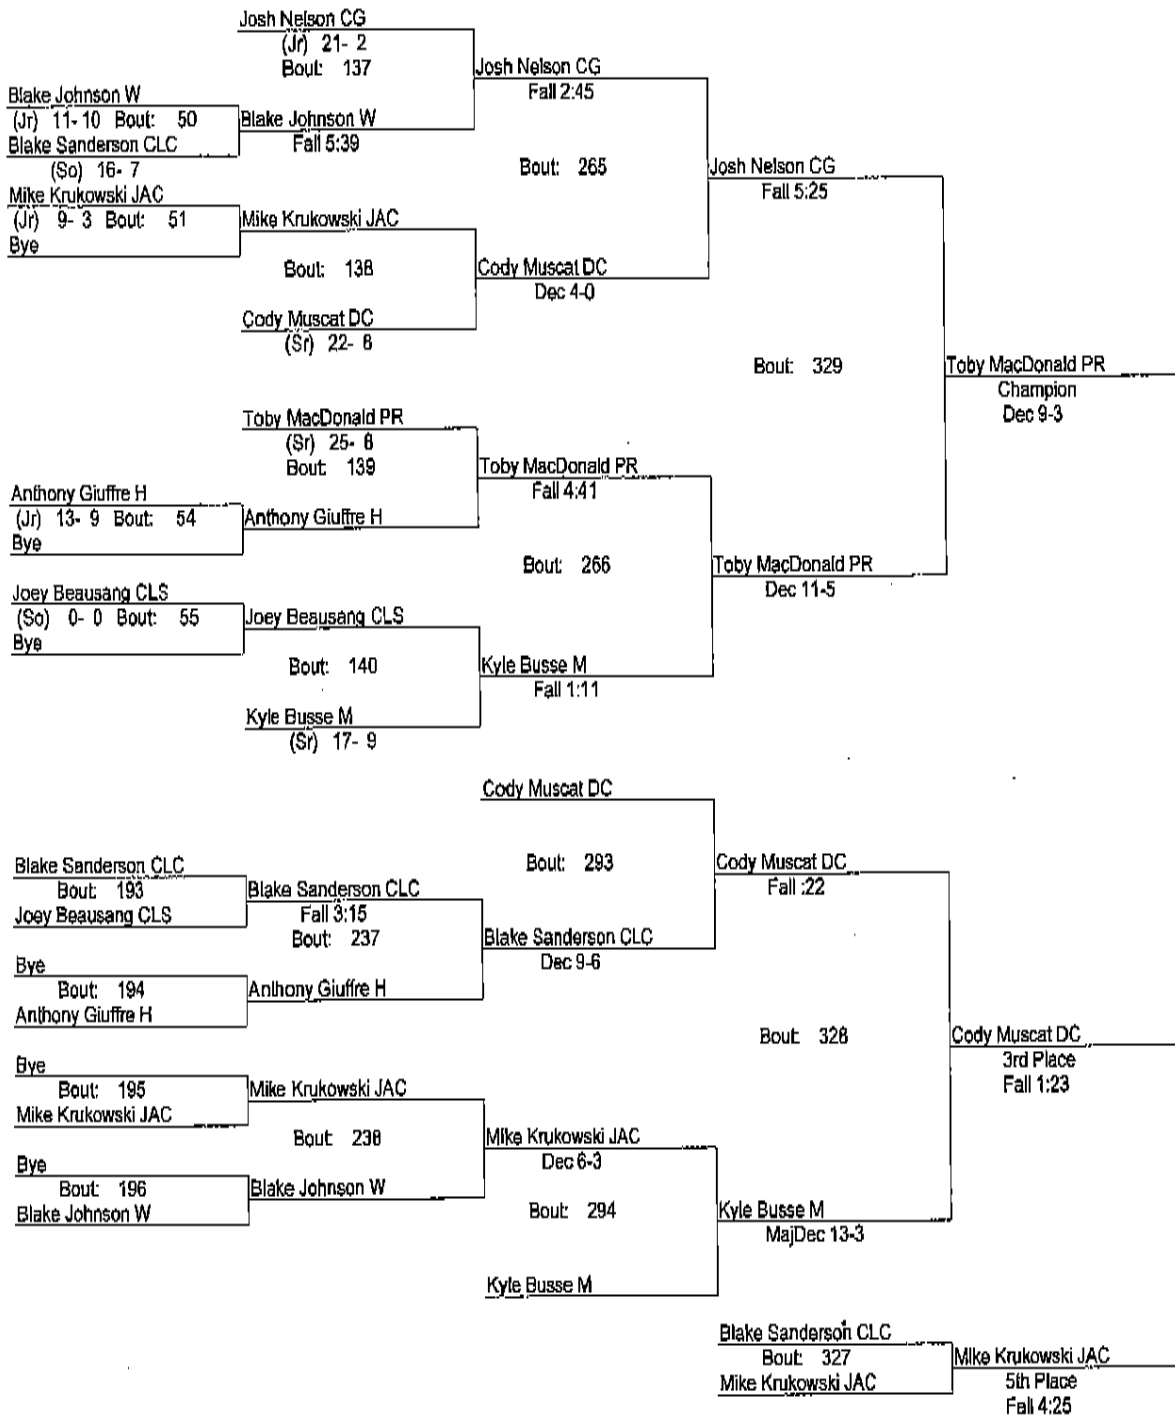 Josh Nelson CG
(Jr) 21- 2
Bout: 137
Josh Nelson CG
Fall 2:45
Blake Johnson W
(Jr) 11- 10 Bout: 50
Blake Johnson W
Fall 5:39
Blake Sanderson CLC
(So) 16- 7
Bout: 265
Josh Nelson CG
Fall 5:25
Mike Krukowski JAC
(Jr) 9- 3 Bout: 51
Mike Krukowski JAC
Bye
Bout: 138
Cody Muscat DC
Dec 4-0
Cody Muscat DC
(Sr) 22- 6
Bout: 329
Toby MacDonald PR
Champion
Dec 9-3
Toby MacDonald PR
(Sr) 25- 6
Bout: 139
Toby MacDonald PR
Fall 4:41
Anthony Giuffre H
(Jr) 13- 9 Bout: 54
Anthony Giuffre H
Bye
Bout: 266
Toby MacDonald PR
Dec 11-5
Joey Beausang CLS
(So) 0- 0 Bout: 55
Joey Beausang CLS
Bye
Bout: 140
Kyle Busse M
Fall 1:11
Kyle Busse M
(Sr) 17- 9
Cody Muscat DC
Bout: 293
Cody Muscat DC
Fall :22
Blake Sanderson CLC
Bout: 193
Blake Sanderson CLC
Fall 3:15
Joey Beausang CLS
Bout: 237
Blake Sanderson CLC
Dec 9-6
Bye
Bout: 194
Anthony Giuffre H
Anthony Giuffre H
Bout: 328
Cody Muscat DC
3rd Place
Fall 1:23
Bye
Bout: 195
Mike Krukowski JAC
Mike Krukowski JAC
Bout: 238
Mike Krukowski JAC
Dec 6-3
Bye
Bout: 196
Blake Johnson W
Blake Johnson W
Bout: 294
Kyle Busse M
MajDec 13-3
Kyle Busse M
Blake Sanderson CLC
Bout: 327
Mike Krukowski JAC
Mike Krukowski JAC
5th Place
Fall 4:25